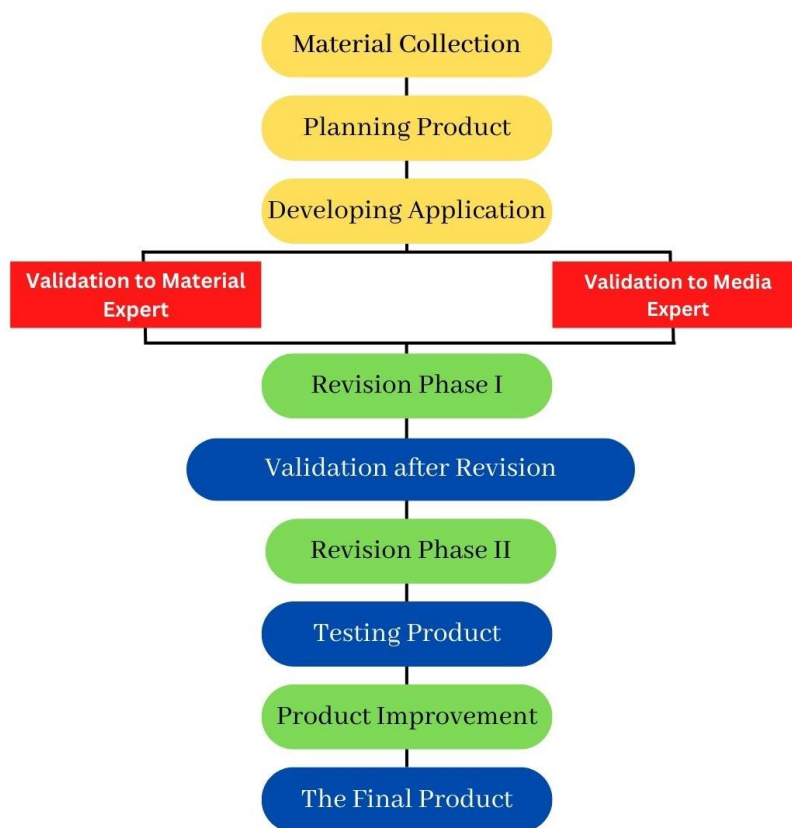 Material Collection
Planning Product
Developing Application
Validation to Material
Expert
Validation to Media
Expert
Revision Phase I
Validation after Revision
Revision Phase II
Testing Product
Product Improvement
The Final Product